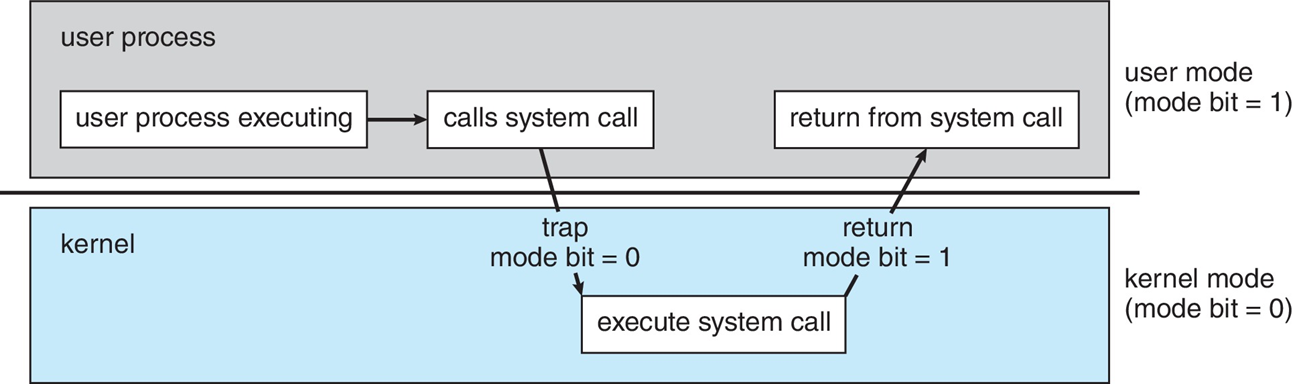 user process
user process executing
calls system call
return from system call
user mode
(mode bit = 1)
kernel
trap
mode bit = 0
return
mode bit = 1
execute system call
kernel mode
(mode bit = 0)